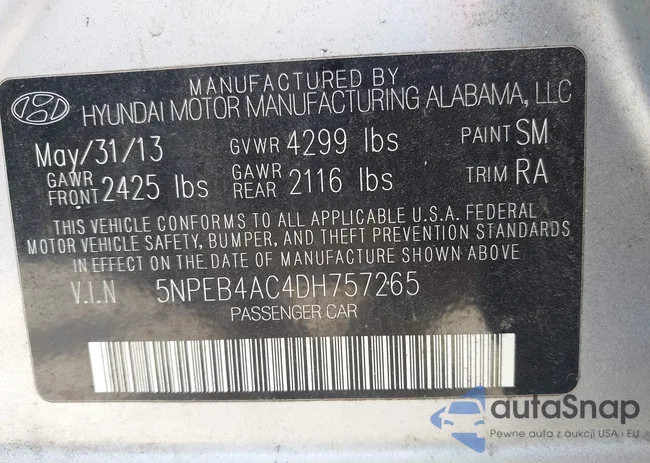 MANUFACTURED BY
HYUNDAI MOTOR MANUFACTURING ALABAMA, LLC
May/31/13 GVWR 4299 lbs PAINT SM
GAWR FRONT 2425 lbs GAWR REAR 2116 lbs TRIM RA
THIS VEHICLE CONFORMS TO ALL APPLICABLE U.S.A. FEDERAL
MOTOR VEHICLE SAFETY, BUMPER, AND THEFT PREVENTION STANDARDS
IN EFFECT ON THE DATE OF MANUFACTURE SHOWN ABOVE
V.I.N 5NPEB4AC4DH757265
PASSENGER CAR
autaSnap
Pewne auta z aukcji USA i EU